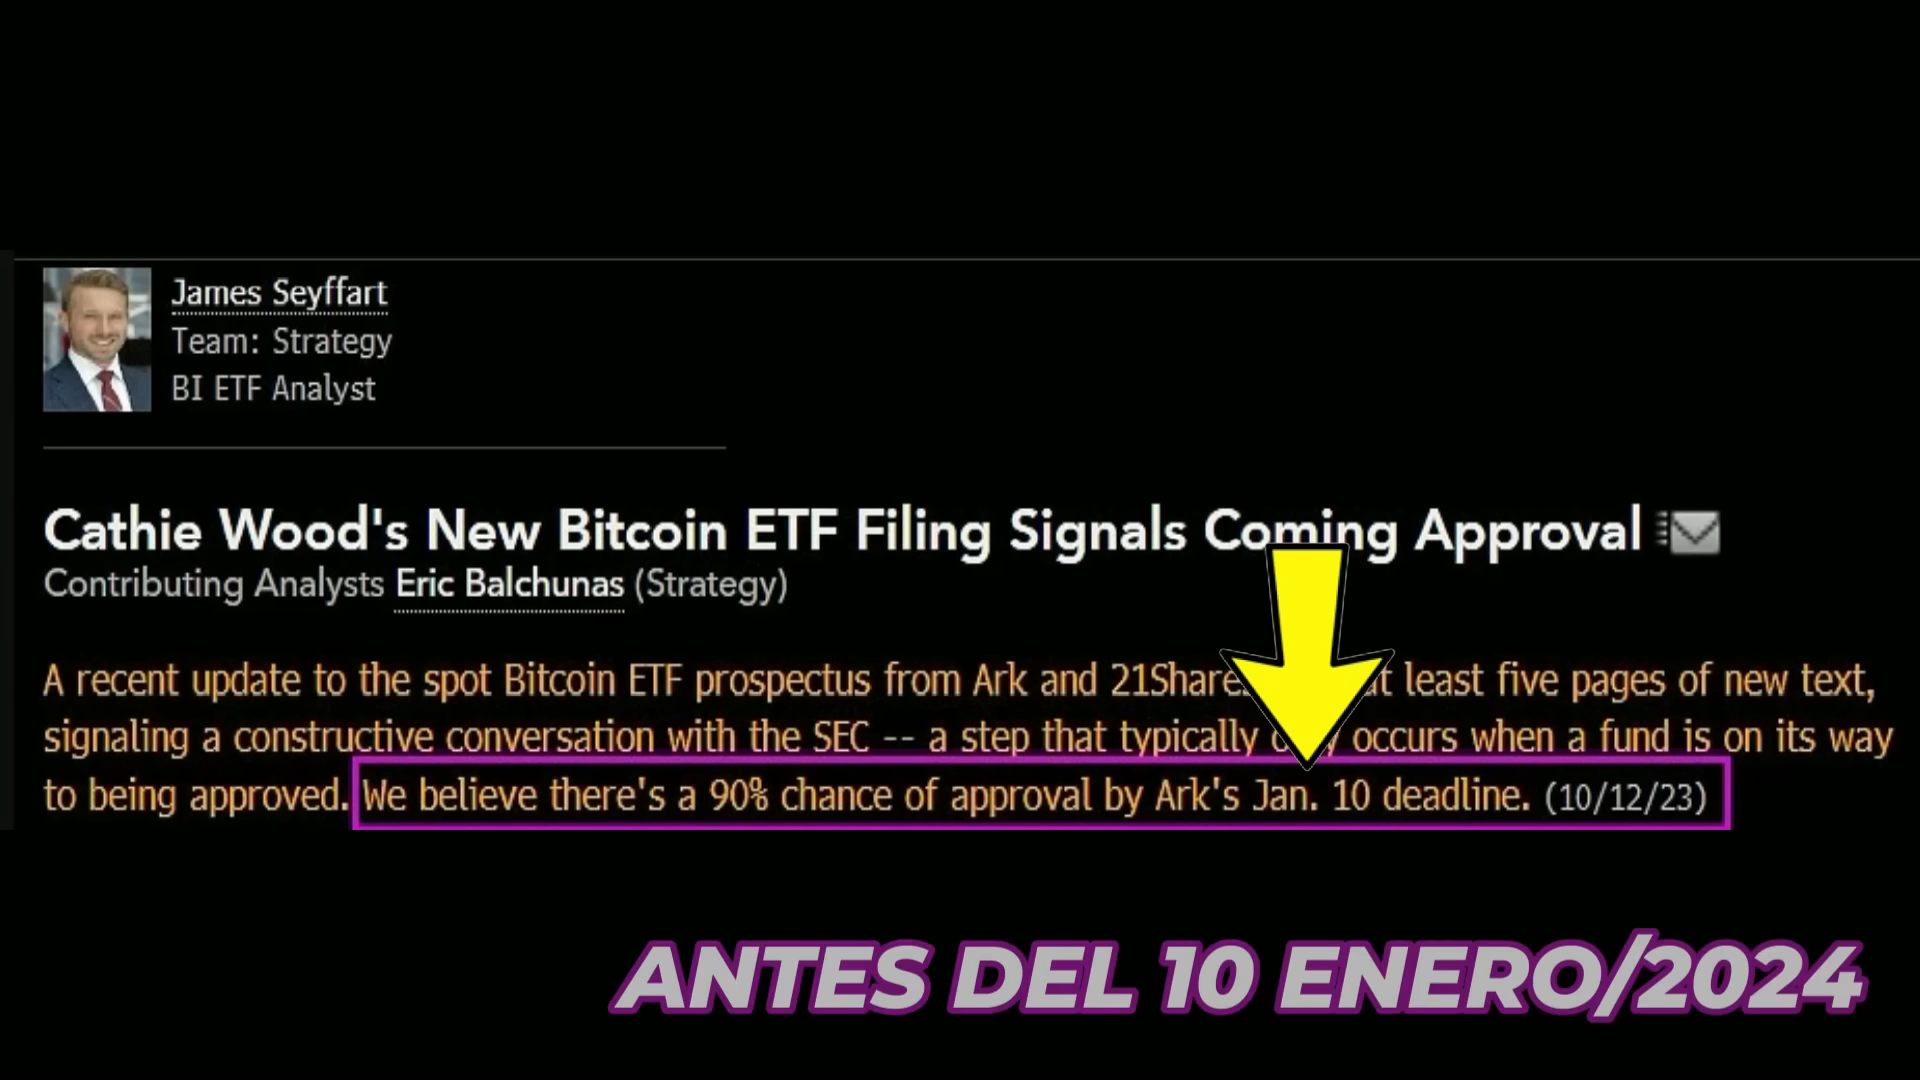 James Seyffart
Team: Strategy
BI ETF Analyst
Cathie Wood's New Bitcoin ETF Filing Signals Coming Approval
Contributing Analysts Eric Balchunas (Strategy)
A recent update to the spot Bitcoin ETF prospectus from Ark and 21Shares at least five pages of new text,
signaling a constructive conversation with the SEC -- a step that typically occurs when a fund is on its way
to being approved. We believe there's a 90% chance of approval by Ark's Jan. 10 deadline. (10/12/23)
ANTES DEL 10 ENERO/2024